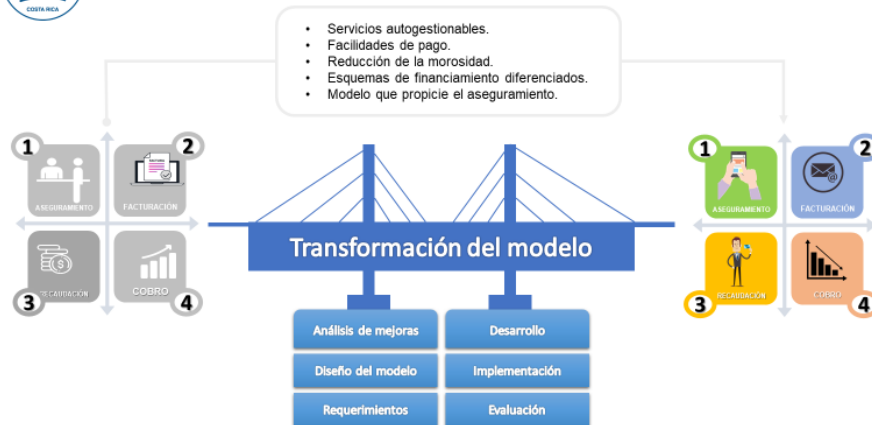 COSTA RICA
• Servicios autogestionables.
• Facilidades de pago.
• Reducción de la morosidad.
• Esquemas de financiamiento diferenciados.
• Modelo que propicie el aseguramiento.
1
ASEGURAMIENTO
2
FACTURACIÓN
3
RECAUDACIÓN
COBRO
4
Transformación del modelo
Análisis de mejoras
Desarrollo
Diseño del modelo
Implementación
Requerimientos
Evaluación
1
ASEGURAMIENTO
2
FACTURACIÓN
3
RECAUDACIÓN
COBRO
4